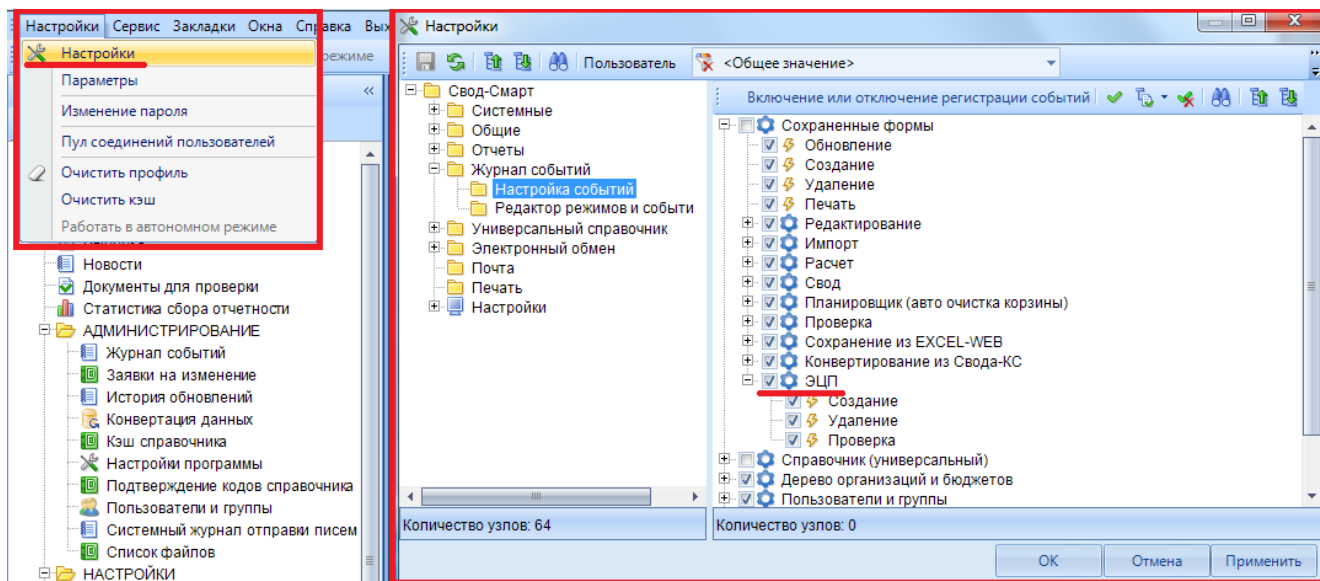 Настройки Сервис Закладки Окна Справка Вых
Настройки
режиме
Параметры
Изменение пароля
Пул соединений пользователей
Очистить профиль
Очистить кэш
Работать в автономном режиме
Новости
Документы для проверки
Статистика сбора отчетности
АДМИНИСТРИРОВАНИЕ
Журнал событий
Заявки на изменение
История обновлений
Конвертация данных
Кэш справочника
Настройки программы
Подтверждение кодов справочника
Пользователи и группы
Системный журнал отправки писем
Список файлов
НАСТРОЙКИ
Настройки
Пользователь <Общее значение>
Свод-Смарт
Системные
Общие
Отчеты
Журнал событий
Настройка событий
Редактор режимов и событи
Универсальный справочник
Электронный обмен
Почта
Печать
Настройки
Количество узлов: 64
Включение или отключение регистрации событий
Сохраненные формы
Обновление
Создание
Удаление
Печать
Редактирование
Импорт
Расчет
Свод
Планировщик (авто очистка корзины)
Проверка
Сохранение из EXCEL-WEB
Конвертирование из Свода-КС
ЭЦП
Создание
Удаление
Проверка
Справочник (универсальный)
Дерево организаций и бюджетов
Пользователи и группы
Количество узлов: 0
ОК Отмена Применить